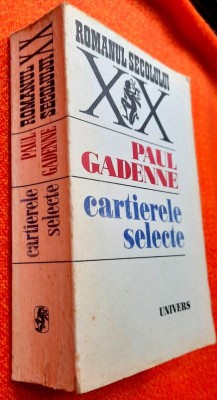 ROMANUL SECOLULUI
XX
PAUL
GADENNE
cartierele
selecte
UNIVERS
ROMANUL
SECOLULUI
XX
PAUL
GADENNE
cartierele
selecte